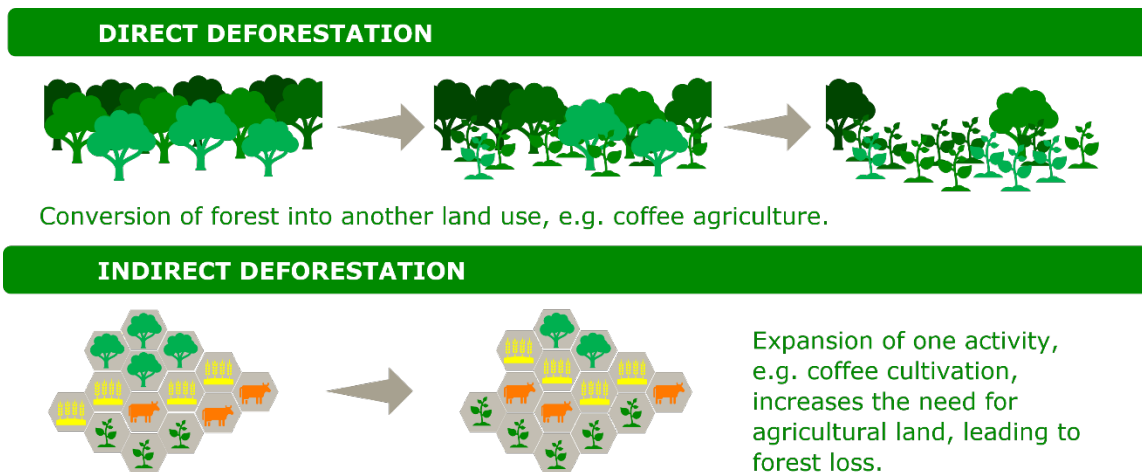 DIRECT DEFORESTATION
Conversion of forest into another land use, e.g. coffee agriculture.
INDIRECT DEFORESTATION
Expansion of one activity,
e.g. coffee cultivation,
increases the need for
agricultural land, leading to
forest loss.